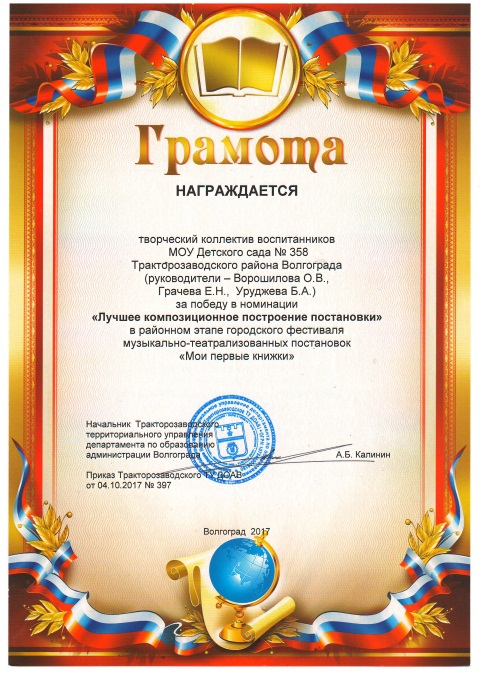 Грамота
НАГРАЖДАЕТСЯ
творческий коллектив воспитанников
МОУ Детского сада № 358
Тракторозаводского района Волгограда
(руководители – Ворошилова О.В.,
Грачева Е.Н., Уруджева Б.А.)
за победу в номинации
«Лучшее композиционное построение постановки»
в районном этапе городского фестиваля
музыкально-театрализованных постановок
«Мои первые книжки»
Начальник Тракторозаводского
территориального управления
департамента по образованию
администрации Волгограда
А.Б. Калинин
Приказ Тракторозаводского ТУ ДОАВ
от 04.10.2017 № 397
Волгоград 2017